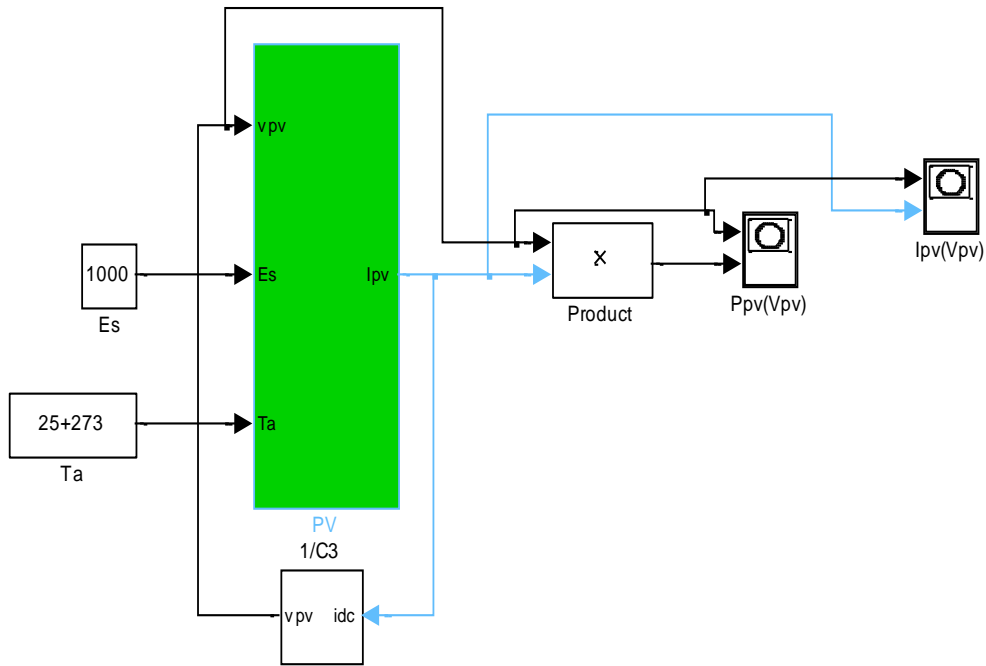 vpv
1000
Es
Ipv
Es
25+273
Ta
Ta
X
Product
Ppv(Vpv)
Ipv(Vpv)
PV
1/C3
vpv idc